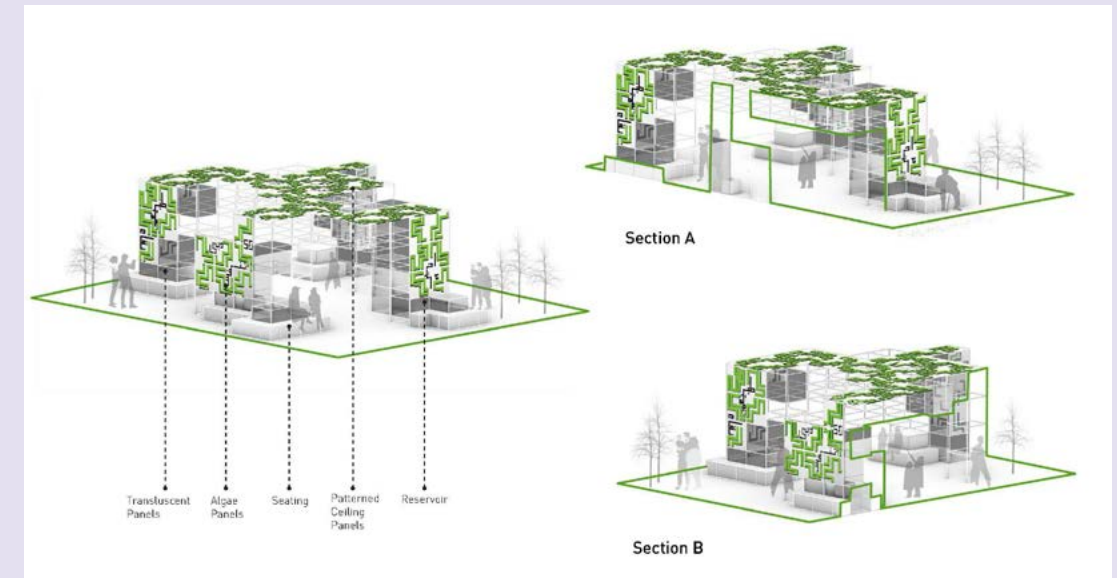 Transluscent
Panels
Algae
Panels
Seating
Patterned
Ceiling
Panels
Reservoir
Section A
Section B